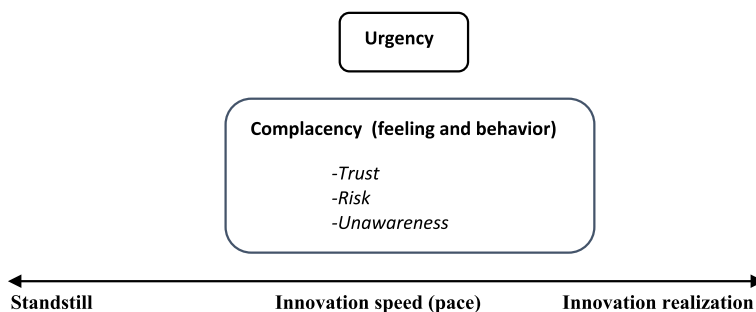 Urgency
Complacency (feeling and behavior)
-Trust
-Risk
-Unawareness
Standstill Innovation speed (pace) Innovation realization